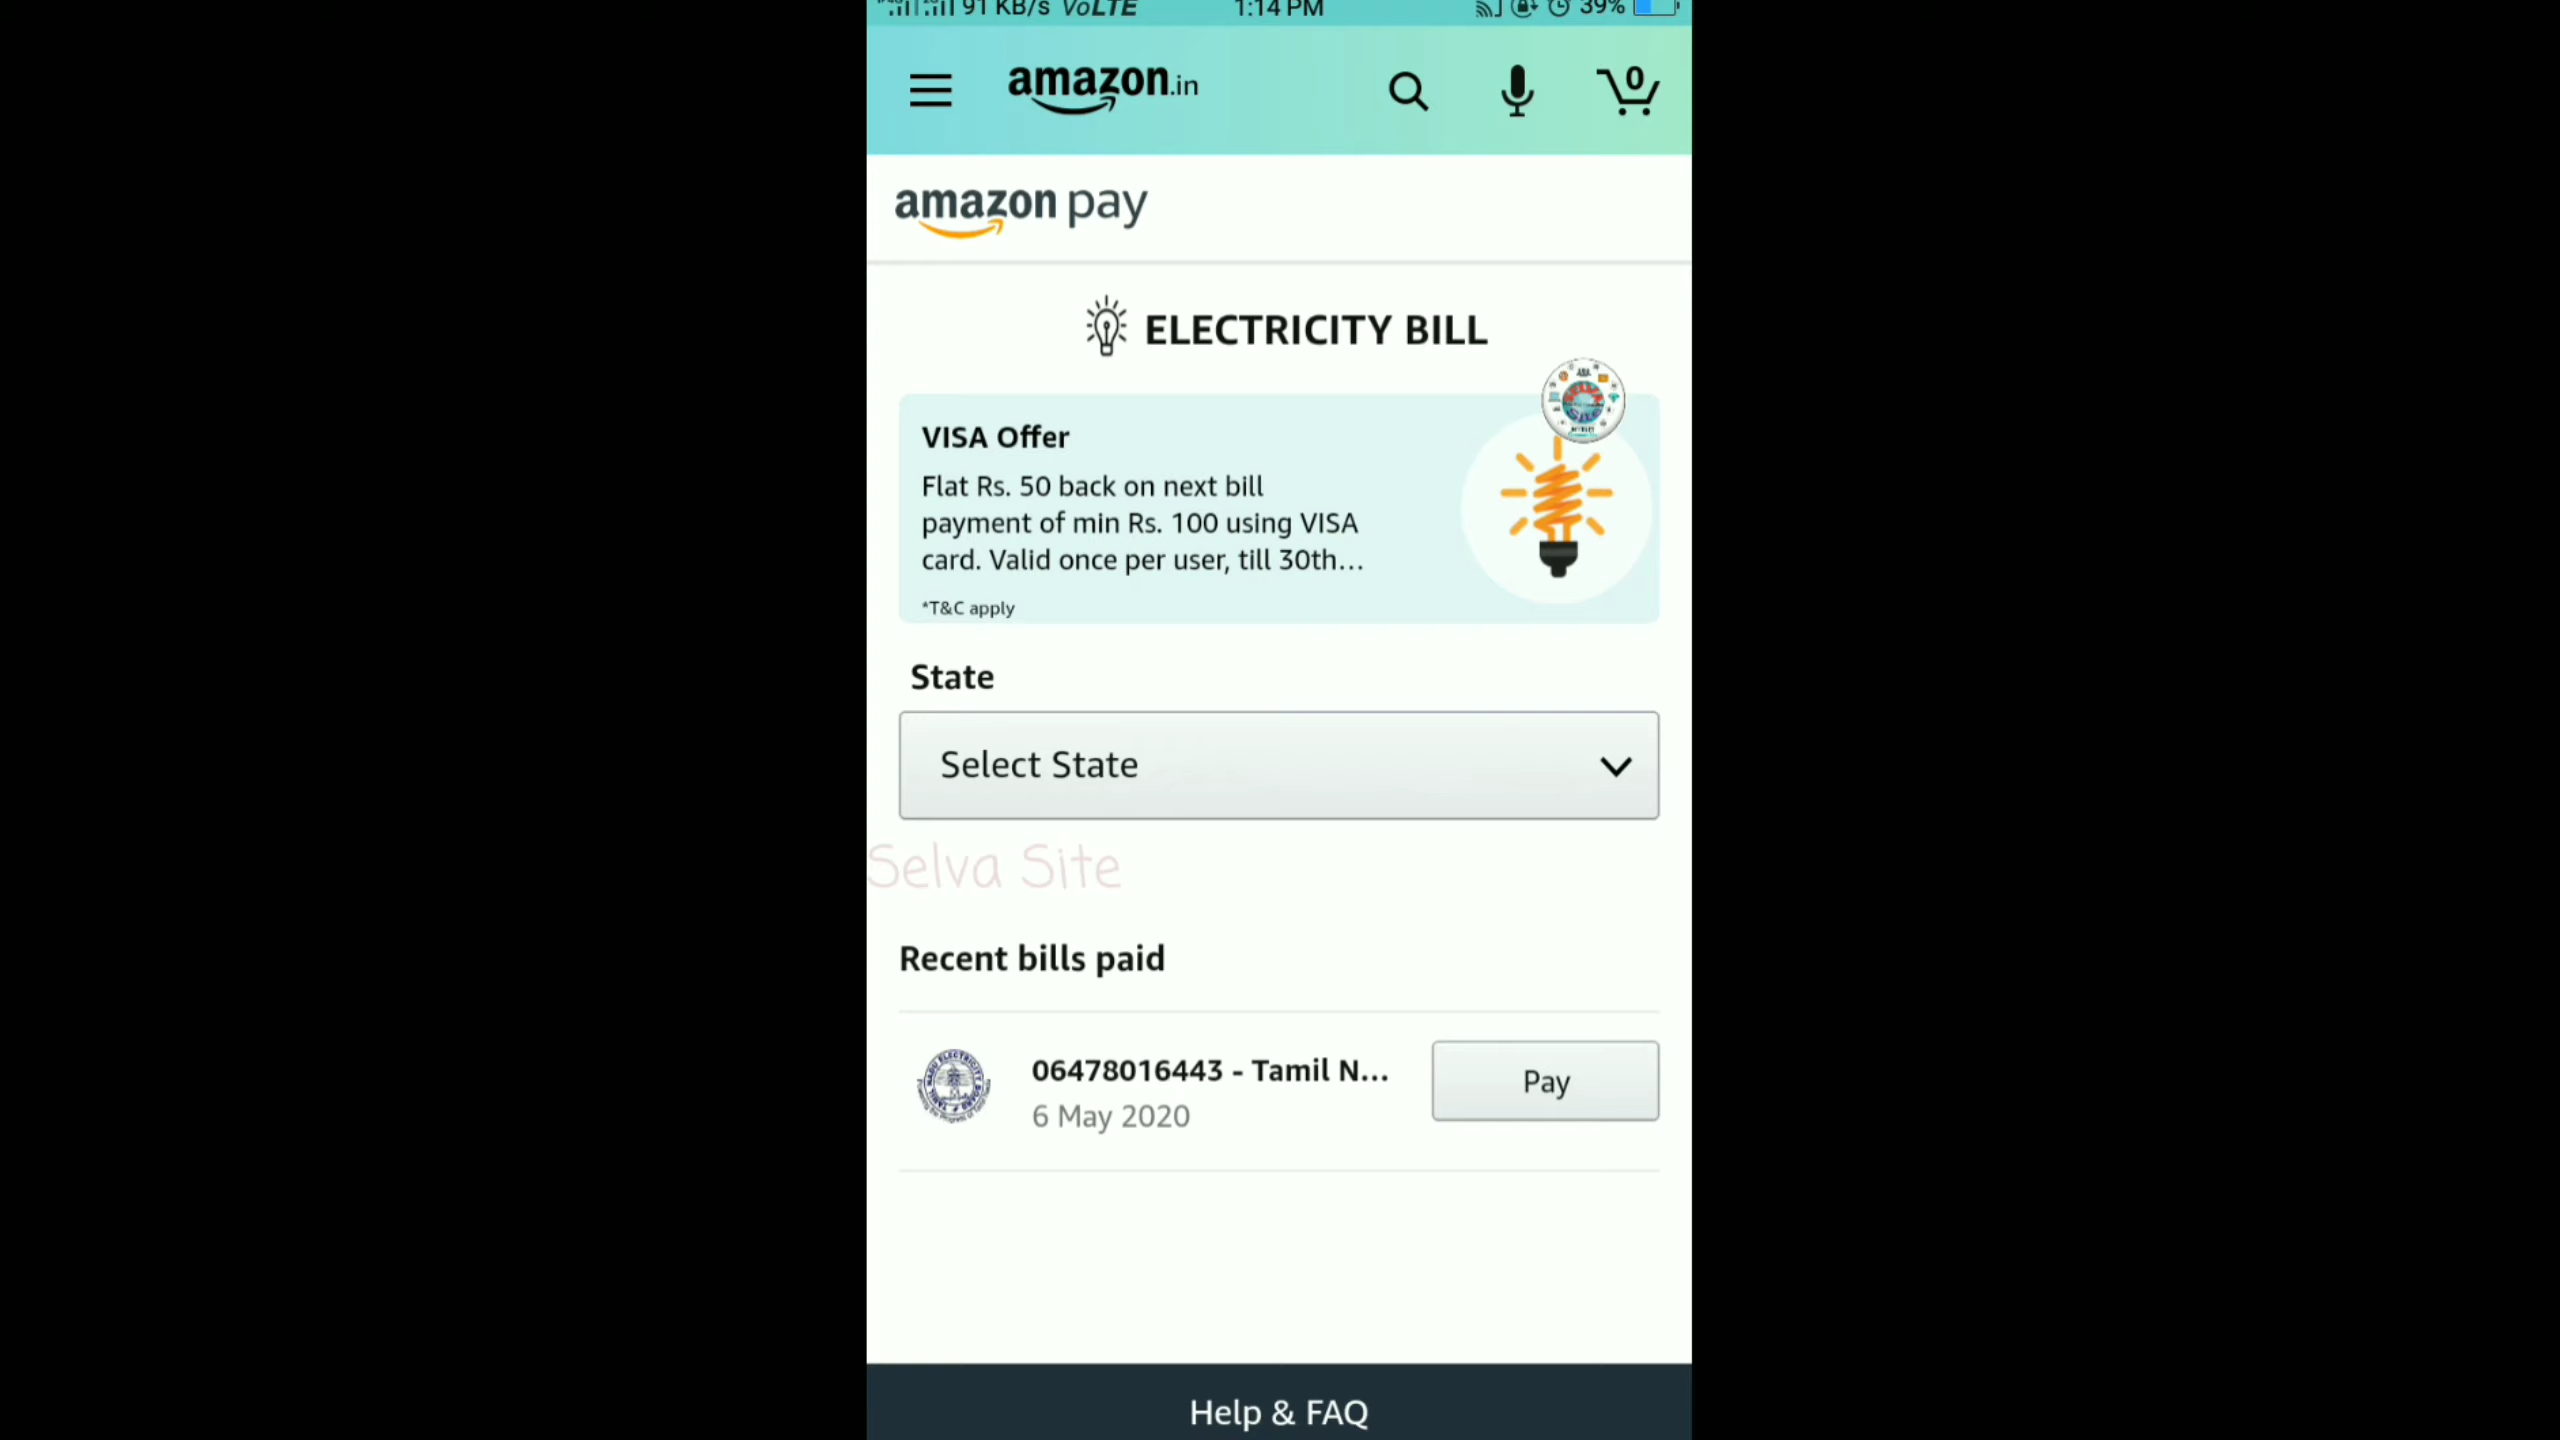 91 KB/s VoLTE 1:14 PM 39%
amazon.in
0
amazon pay
ELECTRICITY BILL
VISA Offer
Flat Rs. 50 back on next bill
payment of min Rs. 100 using VISA
card. Valid once per user, till 30th...
*T&C apply
State
Select State
Selva Site
Recent bills paid
06478016443 - Tamil N...
Pay
6 May 2020
Help & FAQ